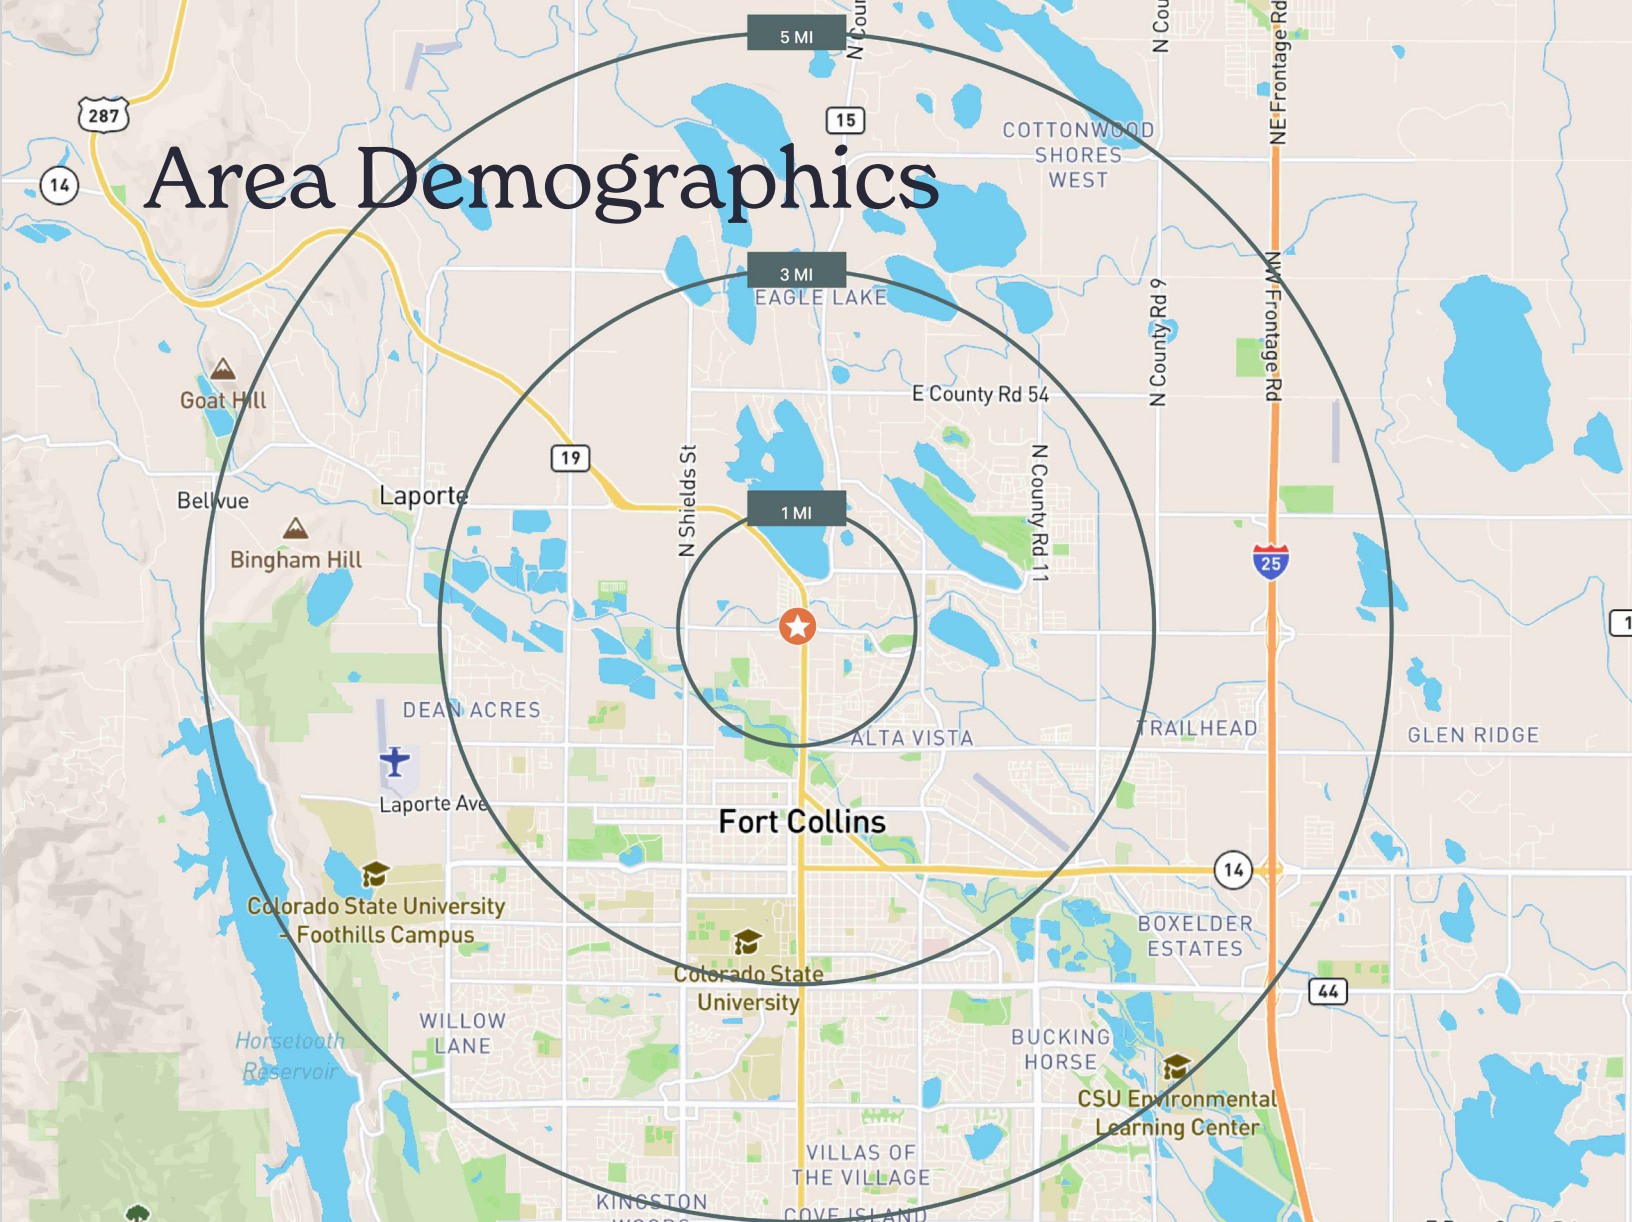 5 MI
N Cou
N Cou
NE Frontage Rd
287
15
COTTONWOOD
SHORES
WEST
14
Area Demographics
3 MI
EAGLE LAKE
NW Frontage Rd
N County Rd 9
Goat Hill
E County Rd 54
19
N Shields St
N County Rd 11
Bellvue
Laporte
1 MI
Bingham Hill
25
1
DEAN ACRES
ALTA VISTA
TRAILHEAD
GLEN RIDGE
Laporte Ave
Fort Collins
14
Colorado State University
- Foothills Campus
BOXELDER
ESTATES
Colorado State
University
44
WILLOW
LANE
BUCKING
HORSE
Horsetooth
Reservoir
CSU Environmental
Learning Center
VILLAS OF
THE VILLAGE
KINGSTON
WOODS
COVE ISLAND